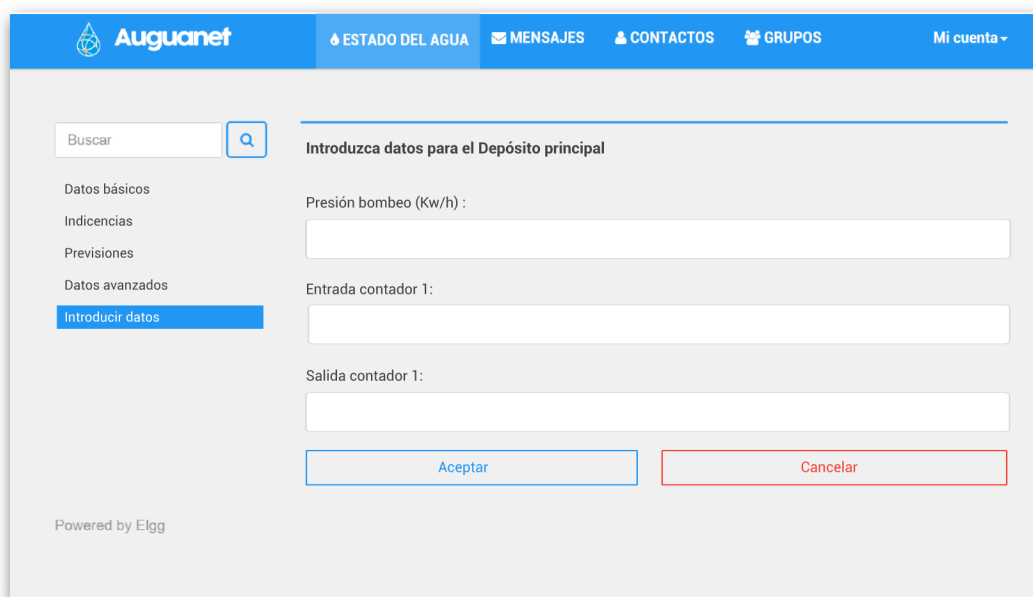 Auguanet
ESTADO DEL AGUA
MENSAJES
CONTACTOS
GRUPOS
Mi cuenta
Buscar
Datos básicos
Indicencias
Previsiones
Datos avanzados
Introducir datos
Introduzca datos para el Depósito principal
Presión bombeo (Kw/h) :
Entrada contador 1:
Salida contador 1:
Aceptar
Cancelar
Powered by Elgg